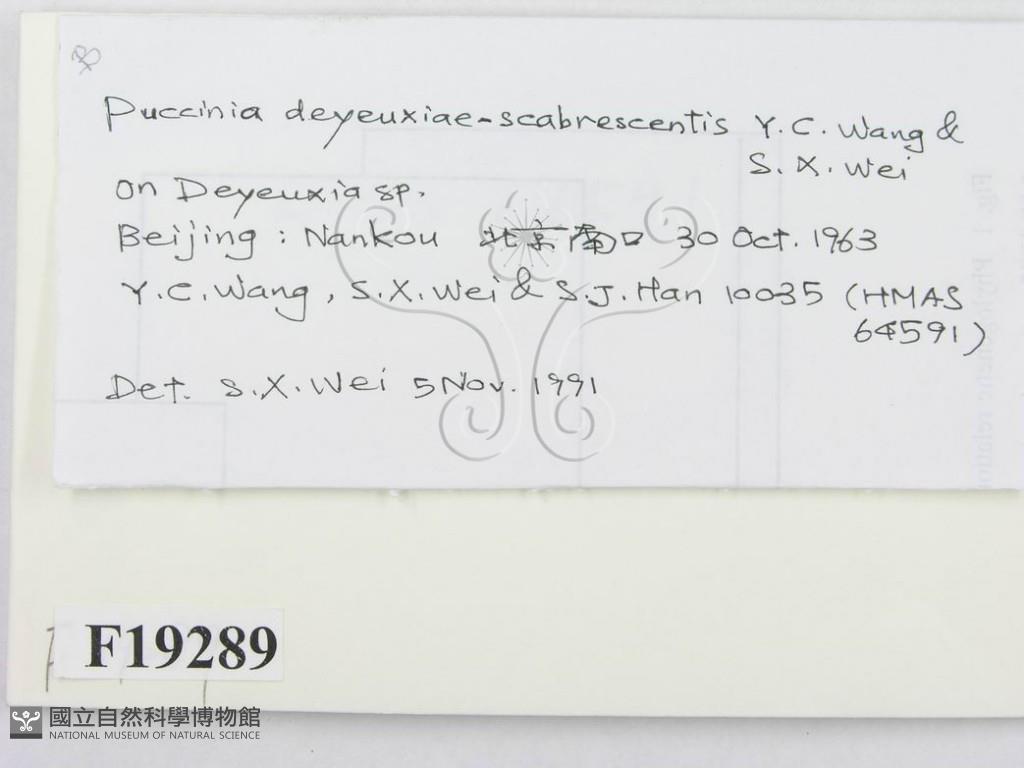 Puccinia deyeuxiae-scabrescentis Y.C. Wang &
S.X. Wei
on Deyeuxia sp.
Beijing : Nankou 北京南口 30 Oct. 1963
Y.C. Wang, S.X. Wei & S.J. Han 10035 (HMAS
64591)
Det. S.X. Wei 5 Nov. 1991
F19289
國立自然科學博物館
NATIONAL MUSEUM OF NATURAL SCIENCE